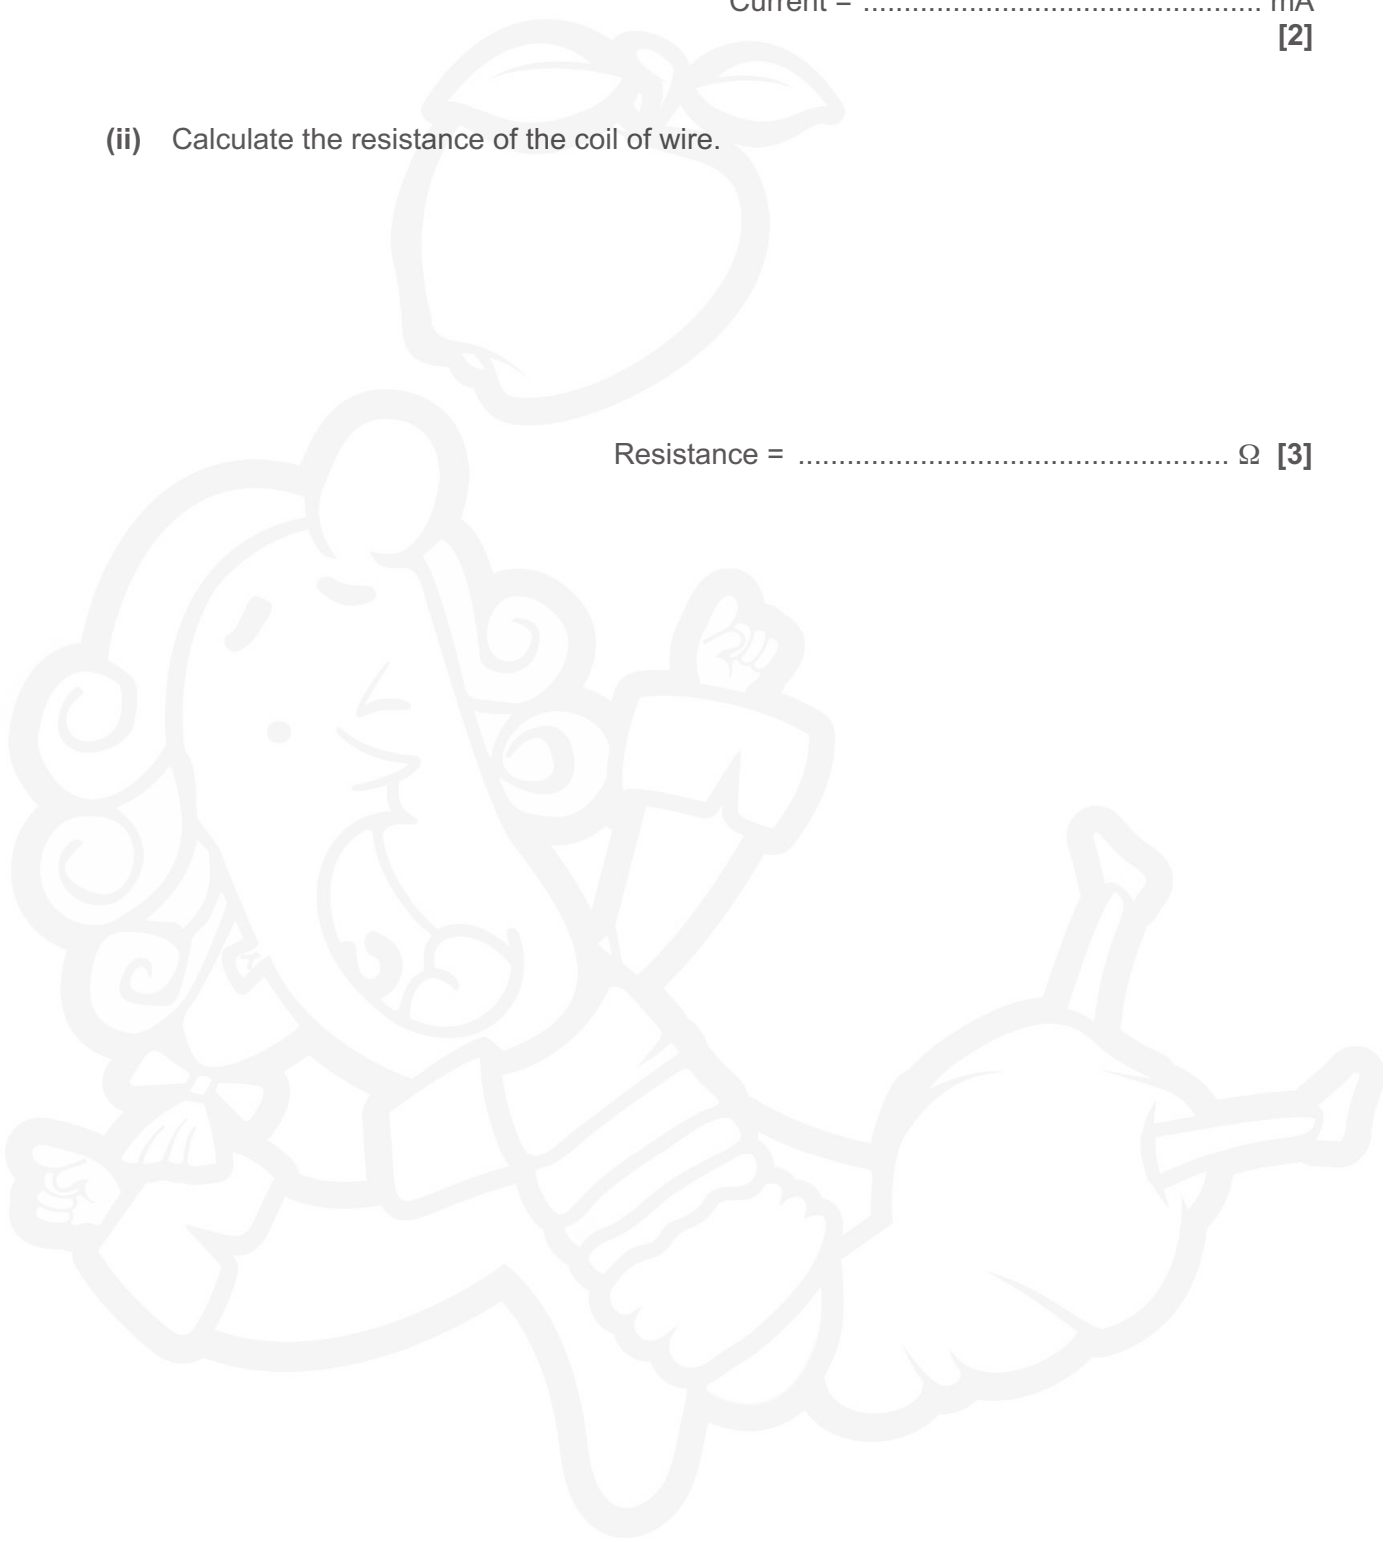 Current = ................................................ mA
[2]
(ii) Calculate the resistance of the coil of wire.
Resistance = .................................................... Ω [3]